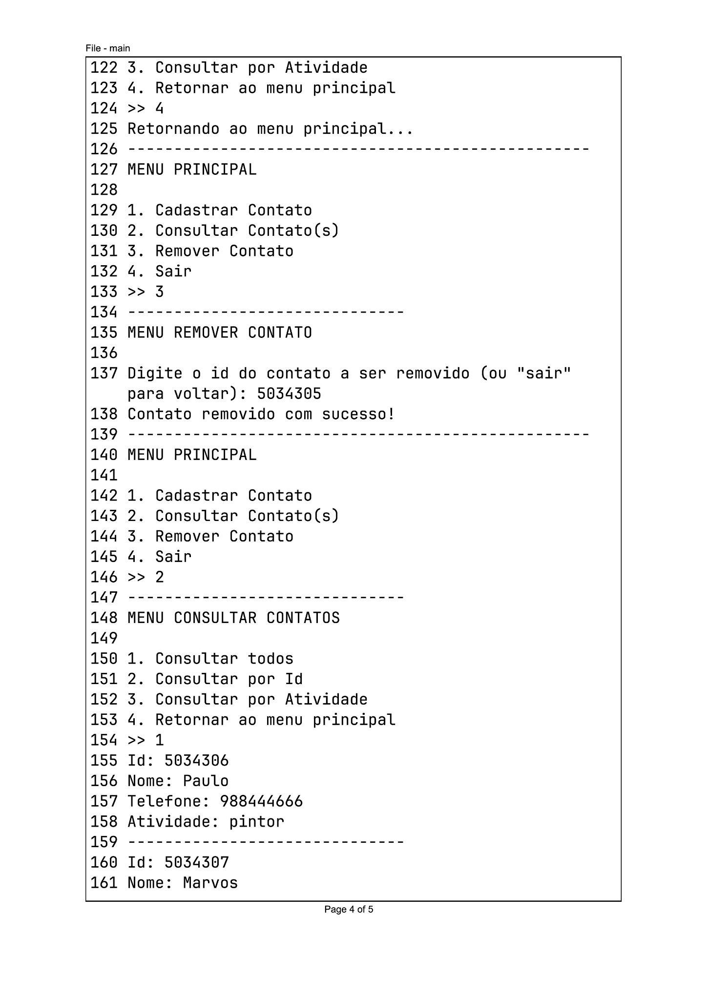 File - main
122 3. Consultar por Atividade
123 4. Retornar ao menu principal
124 >> 4
125 Retornando ao menu principal...
126 --------------------------------------------------
127 MENU PRINCIPAL
128
129 1. Cadastrar Contato
130 2. Consultar Contato(s)
131 3. Remover Contato
132 4. Sair
133 >> 3
134 ------------------------------
135 MENU REMOVER CONTATO
136
137 Digite o id do contato a ser removido (ou "sair"
para voltar): 5034305
138 Contato removido com sucesso!
139 --------------------------------------------------
140 MENU PRINCIPAL
141
142 1. Cadastrar Contato
143 2. Consultar Contato(s)
144 3. Remover Contato
145 4. Sair
146 >> 2
147 ------------------------------
148 MENU CONSULTAR CONTATOS
149
150 1. Consultar todos
151 2. Consultar por Id
152 3. Consultar por Atividade
153 4. Retornar ao menu principal
154 >> 1
155 Id: 5034306
156 Nome: Paulo
157 Telefone: 988444666
158 Atividade: pintor
159 ------------------------------
160 Id: 5034307
161 Nome: Marvos
Page 4 of 5